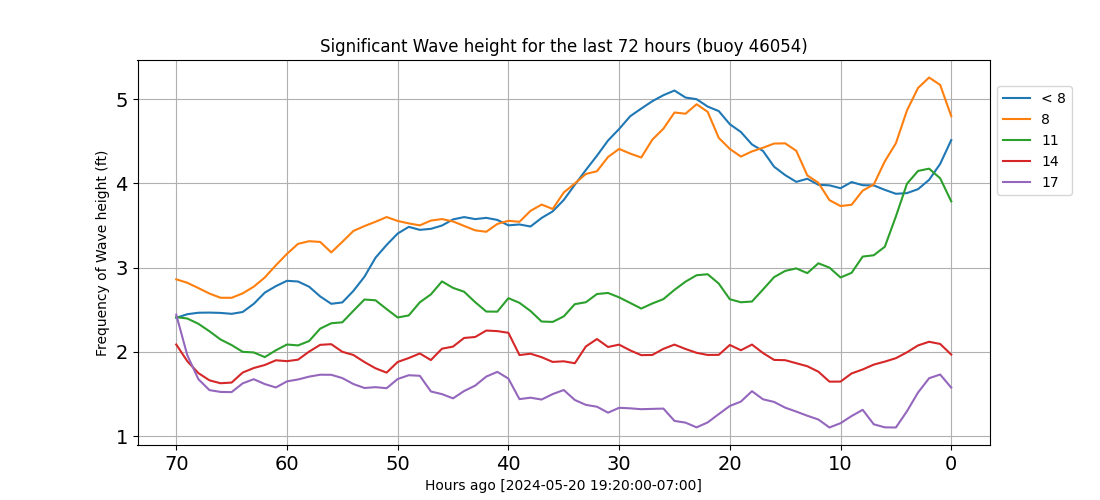 Significant Wave height for the last 72 hours (buoy 46054)
Frequency of Wave height (ft)
5
4
3
2
1
70 60 50 40 30 20 10 0
Hours ago [2024-05-20 19:20:00-07:00]
< 8
8
11
14
17